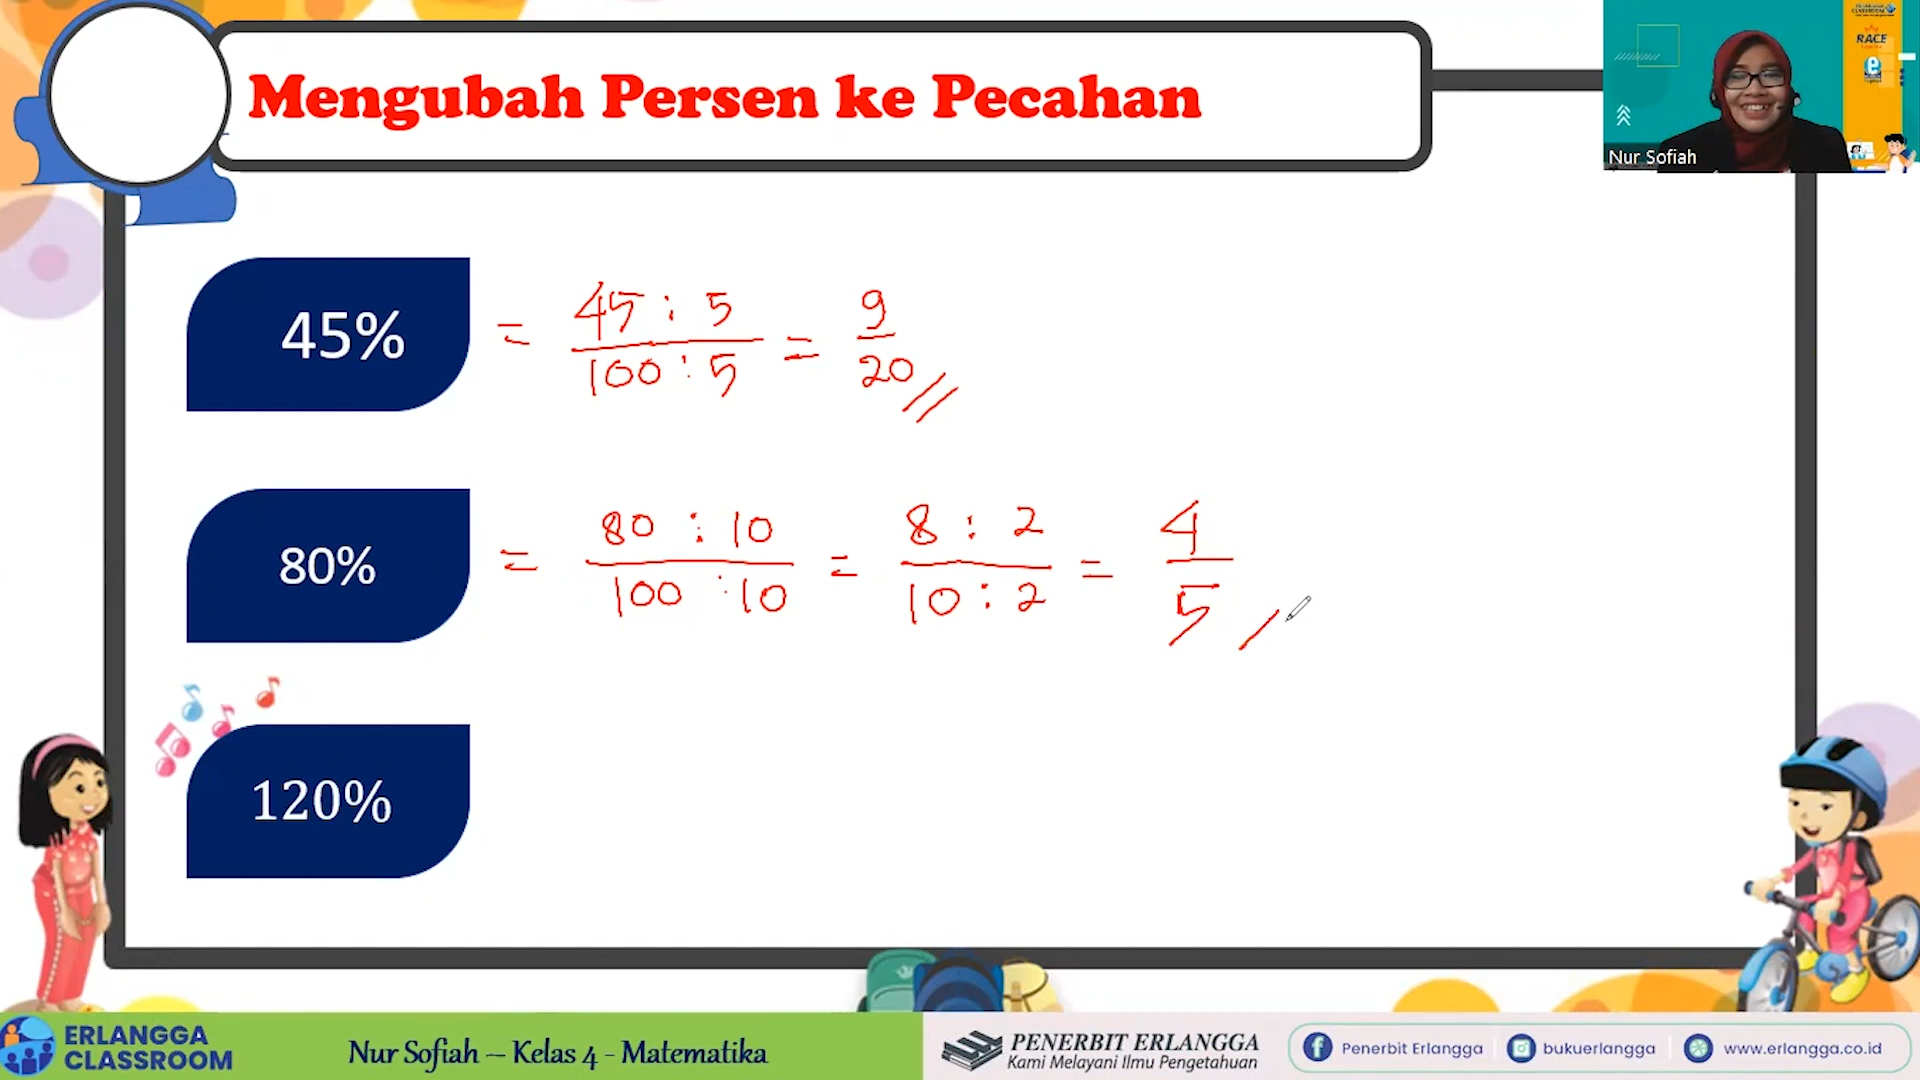 Mengubah Persen ke Pecahan
CLASSROOM
RACE
e
Nur Sofiah
45% = 45 : 5 / 100 : 5 = 9 / 20 //
80% = 80 : 10 / 100 : 10 = 8 : 2 / 10 : 2 = 4 / 5 /
120%
ERLANGGA
CLASSROOM
Nur Sofiah – Kelas 4 - Matematika
PENERBIT ERLANGGA
Kami Melayani Ilmu Pengetahuan
Penerbit Erlangga
bukuerlangga
www.erlangga.co.id